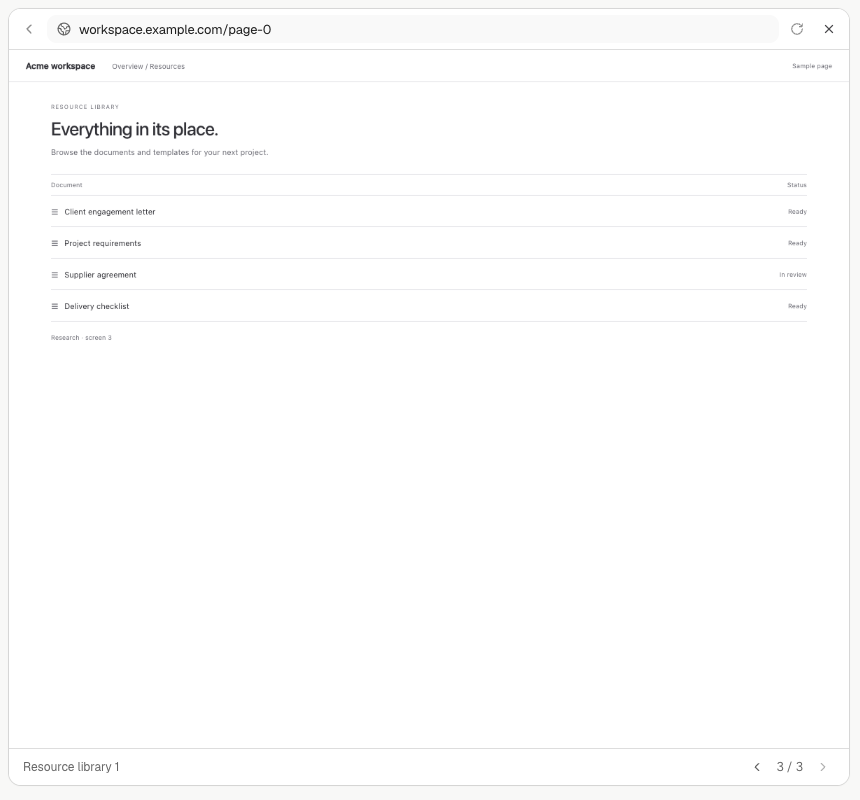 workspace.example.com/page-0
Acme workspace
Overview / Resources
Sample page
RESOURCE LIBRARY
Everything in its place.
Browse the documents and templates for your next project.
Document Status
Client engagement letter Ready
Project requirements Ready
Supplier agreement In review
Delivery checklist Ready
Research · screen 3
Resource library 1
3 / 3